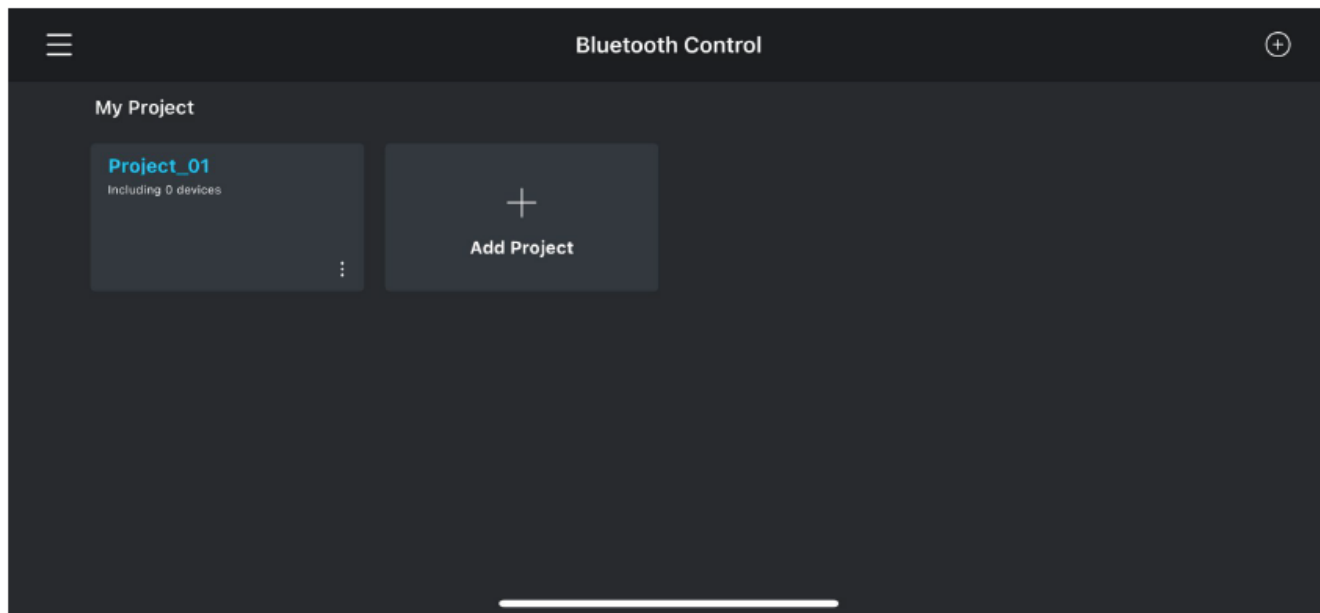 Bluetooth Control
My Project
Project_01
Including 0 devices
Add Project